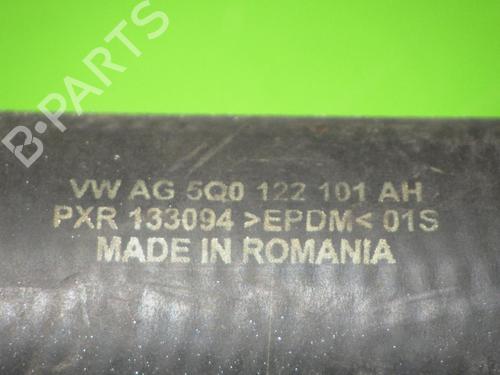 B-PARTS
VW AG 5Q0 122 101 AH
PXR 133094 >EPDM< 01S
MADE IN ROMANIA